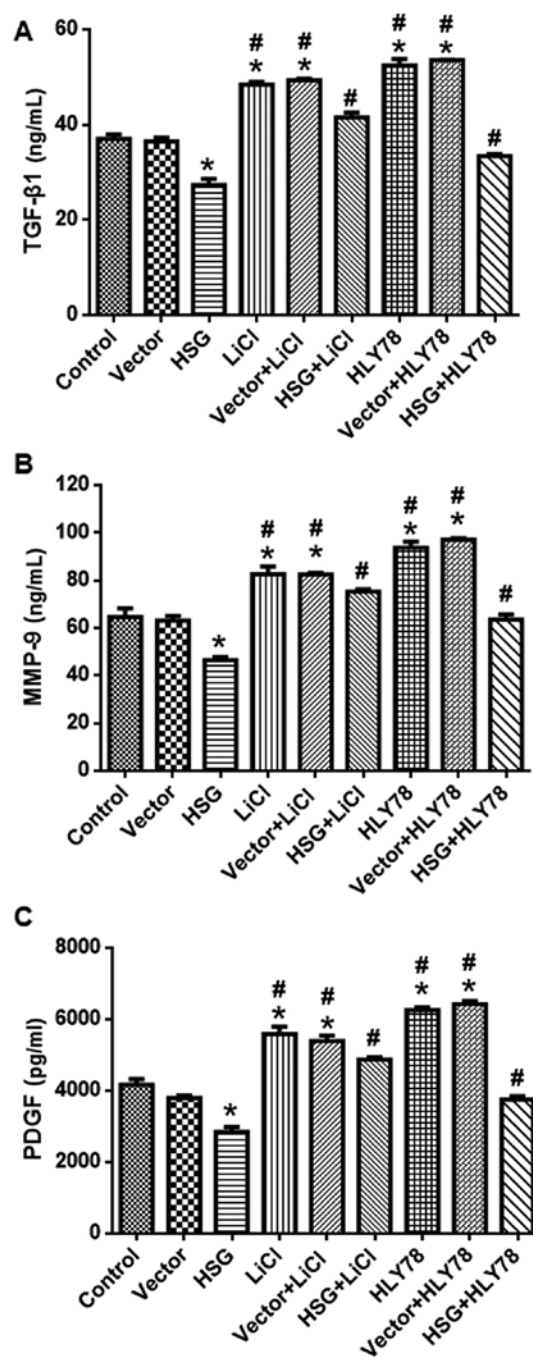 A
TGF-β1 (ng/mL)
60
40
20
0
# * # * # # * # *
* #
Control Vector HSG LiCl Vector+LiCl HSG+LiCl HLY78 Vector+HLY78 HSG+HLY78
B
MMP-9 (ng/mL)
120
100
80
60
40
20
0
# * # * # # * # *
* #
Control Vector HSG LiCl Vector+LiCl HSG+LiCl HLY78 Vector+HLY78 HSG+HLY78
C
PDGF (pg/ml)
8000
6000
4000
2000
0
# * # * # # * # *
* #
Control Vector HSG LiCl Vector+LiCl HSG+LiCl HLY78 Vector+HLY78 HSG+HLY78